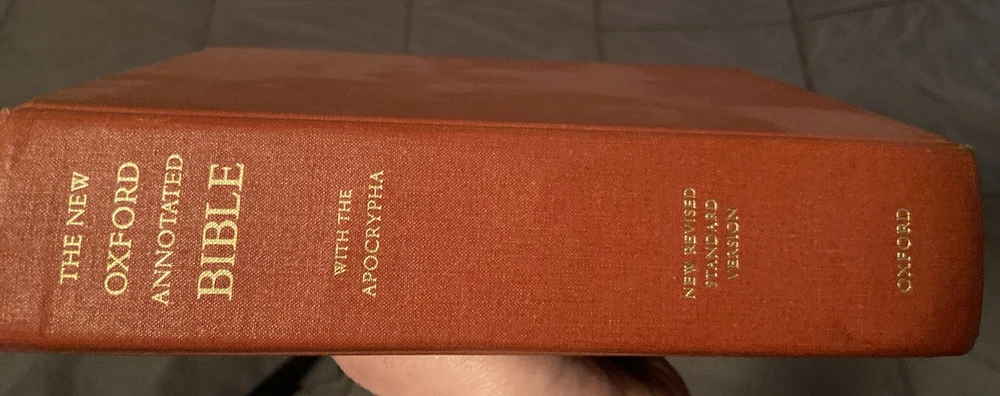 THE NEW
OXFORD
ANNOTATED
BIBLE
WITH THE
APOCRYPHA
NEW REVISED
STANDARD
VERSION
OXFORD